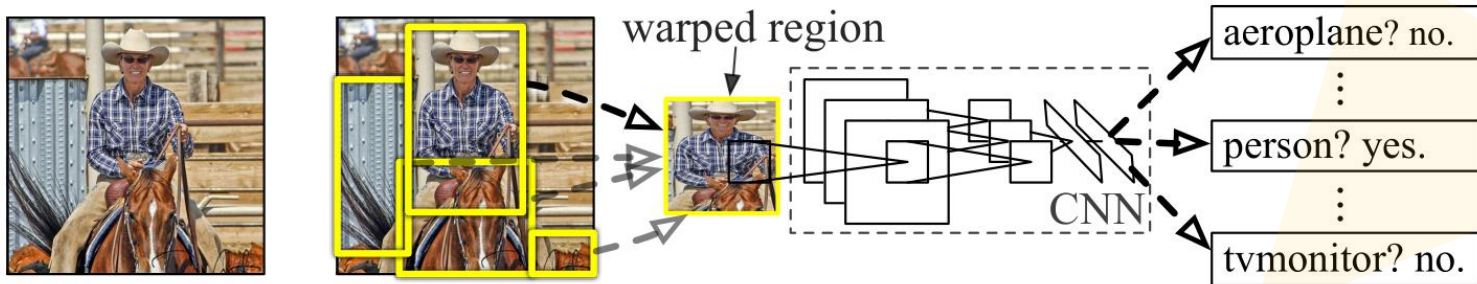 warped region
CNN
aeroplane? no.
⋮
person? yes.
⋮
tvmonitor? no.